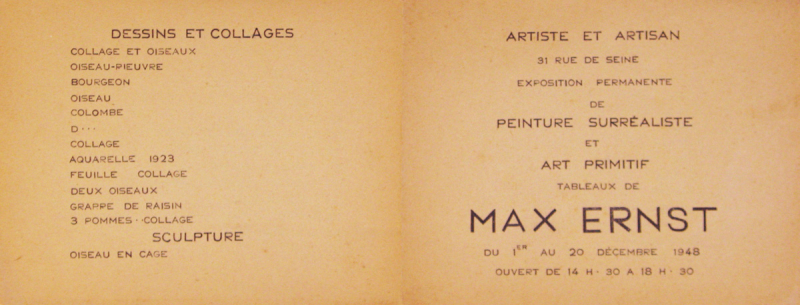 DESSINS ET COLLAGES
COLLAGE ET OISEAUX
OISEAU-PIEUVRE
BOURGEON
OISEAU
COLOMBE
D···
COLLAGE
AQUARELLE 1923
FEUILLE COLLAGE
DEUX OISEAUX
GRAPPE DE RAISIN
3 POMMES··COLLAGE
SCULPTURE
OISEAU EN CAGE
ARTISTE ET ARTISAN
31 RUE DE SEINE
EXPOSITION PERMANENTE
DE
PEINTURE SURRÉALISTE
ET
ART PRIMITIF
TABLEAUX DE
MAX ERNST
DU 1ER AU 20 DÉCEMBRE 1948
OUVERT DE 14 H· 30 A 18 H· 30